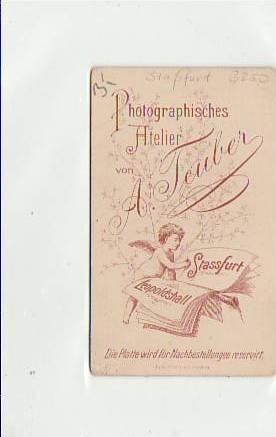 Stassfurt
Photographisches
Atelier
von
A. Teuber
Stassfurt
Leopoldshall
Die Platte wird für Nachbestellungen reservirt.